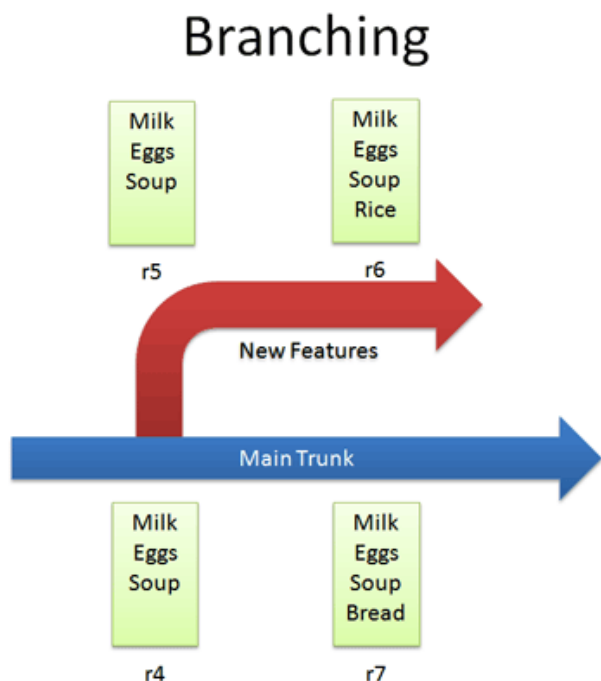 Branching
Milk
Eggs
Soup
r5
Milk
Eggs
Soup
Rice
r6
New Features
Main Trunk
Milk
Eggs
Soup
r4
Milk
Eggs
Soup
Bread
r7